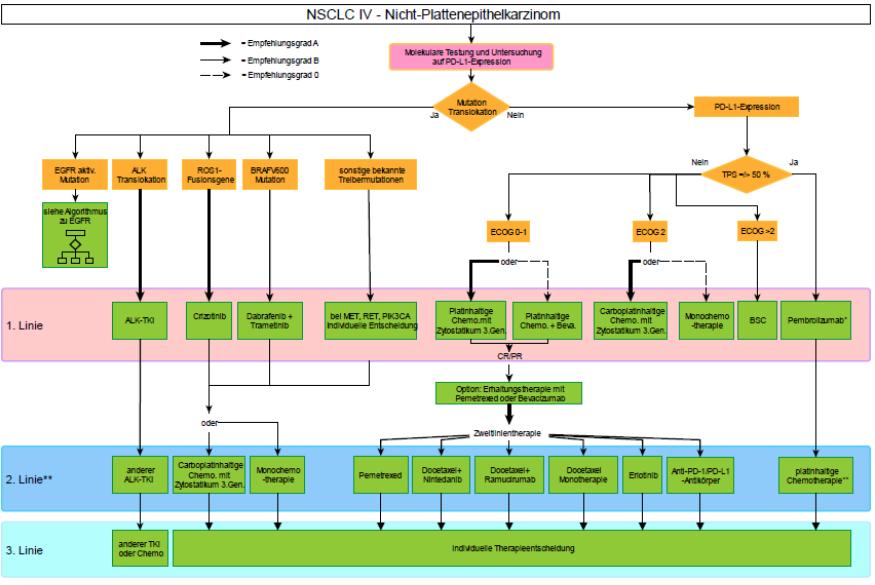 NSCLC IV - Nicht-Plattenepithelkarzinom
= Empfehlungsgrad A
= Empfehlungsgrad B
= Empfehlungsgrad 0
Molekulare Testung und Untersuchung
auf PD-L1-Expression
Mutation
Translokation
Ja
Nein
PD-L1-Expression
Nein
Ja
TPS =/> 50 %
EGFR aktiv.
Mutation
ALK
Translokation
ROS1-
Fusionsgene
BRAFV600
Mutation
sonstige bekannte
Treibermutationen
siehe Algorithmus
zu EGFR
ECOG 0-1
ECOG 2
ECOG >2
oder
oder
1. Linie
ALK-TKI
Crizotinib
Dabrafenib +
Trametinib
bei MET, RET, PIK3CA
Individuelle Entscheidung
Platinhaltige
Chemo.mit
Zytostatikum 3.Gen.
Platinhaltige
Chemo. + Beva.
Carboplatinhaltige
Chemo. mit
Zytostatikum 3.Gen.
Monochemo
-therapie
BSC
Pembrolizumab*
CR/PR
Option: Erhaltungstherapie mit
Pemetrexed oder Bevacizumab
oder
Zweitlinientherapie
2. Linie**
anderer
ALK-TKI
Carboplatinhaltige
Chemo. mit
Zytostatikum 3.Gen.
Monochemo
-therapie
Pemetrexed
Docetaxel+
Nintedanib
Docetaxel+
Ramucirumab
Docetaxel
Monotherapie
Erlotinib
Anti-PD-1/PD-L1
-Antikörper
platinhaltige
Chemotherapie**
3. Linie
anderer TKI
oder Chemo
Individuelle Therapieentscheidung